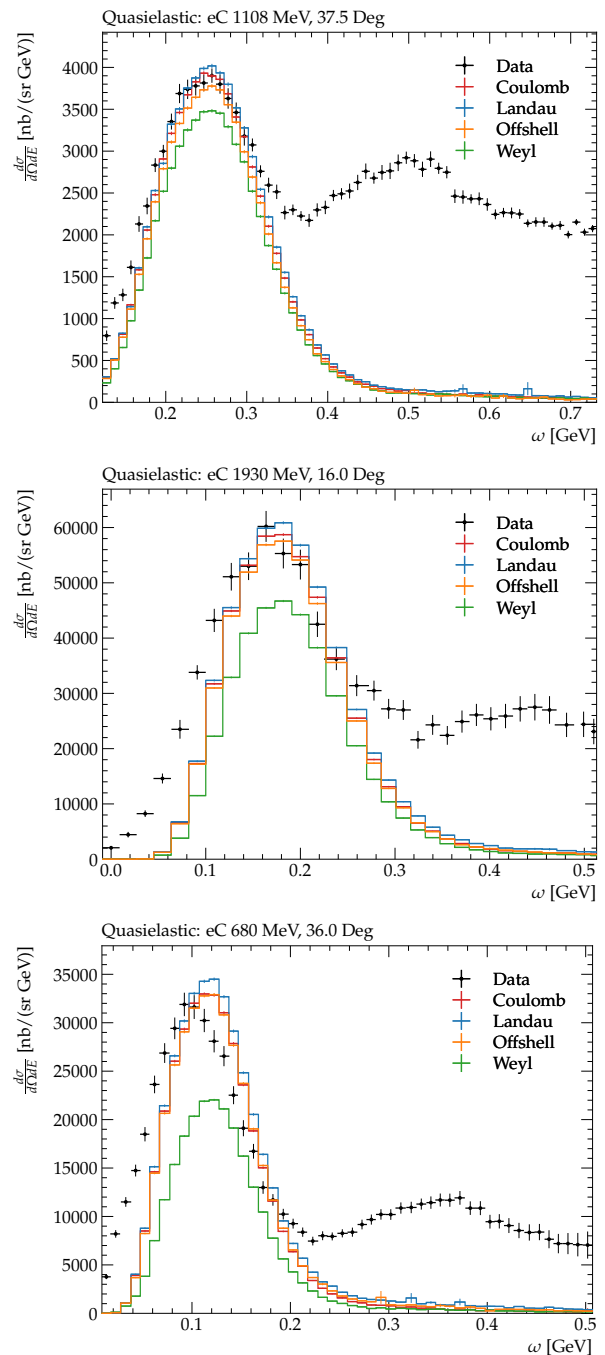 Quasielastic: eC 1108 MeV, 37.5 Deg
dσ/dΩdE [nb/(sr GeV)]
4000
3500
3000
2500
2000
1500
1000
500
0
Data
Coulomb
Landau
Offshell
Weyl
0.2 0.3 0.4 0.5 0.6 0.7
ω [GeV]
Quasielastic: eC 1930 MeV, 16.0 Deg
dσ/dΩdE [nb/(sr GeV)]
60000
50000
40000
30000
20000
10000
0
Data
Coulomb
Landau
Offshell
Weyl
0.0 0.1 0.2 0.3 0.4 0.5
ω [GeV]
Quasielastic: eC 680 MeV, 36.0 Deg
dσ/dΩdE [nb/(sr GeV)]
35000
30000
25000
20000
15000
10000
5000
0
Data
Coulomb
Landau
Offshell
Weyl
0.1 0.2 0.3 0.4 0.5
ω [GeV]